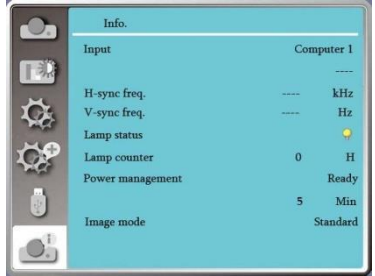 Info.
Input Computer 1
----
H-sync freq. ---- kHz
V-sync freq. ---- Hz
Lamp status
Lamp counter 0 H
Power management Ready
5 Min
Image mode Standard